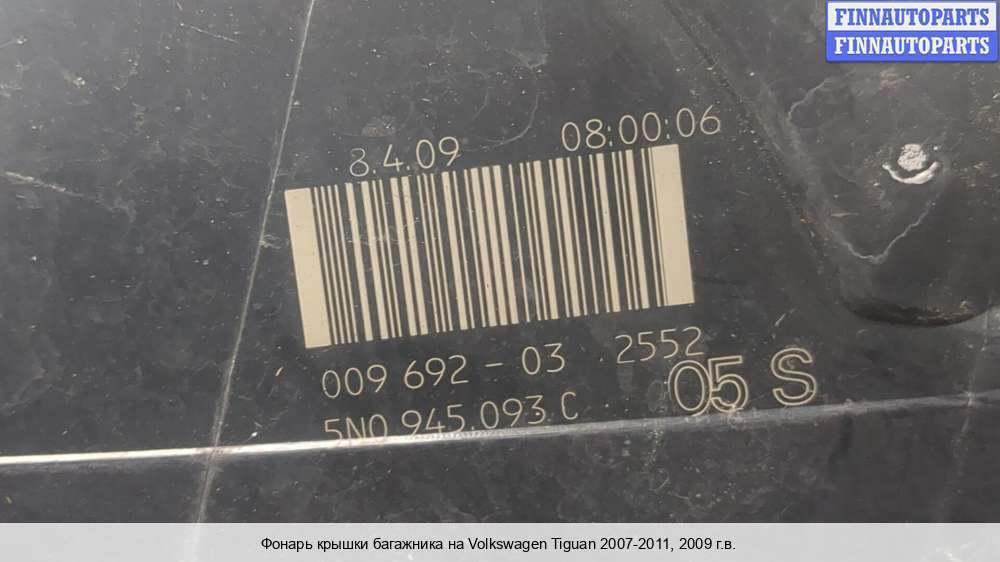 FINNAUTOPARTS
FINNAUTOPARTS
8.4.09 08:00:06
009 692 - 03 2552
05 S
5N0 945.093.C
Фонарь крышки багажника на Volkswagen Tiguan 2007-2011, 2009 г.в.